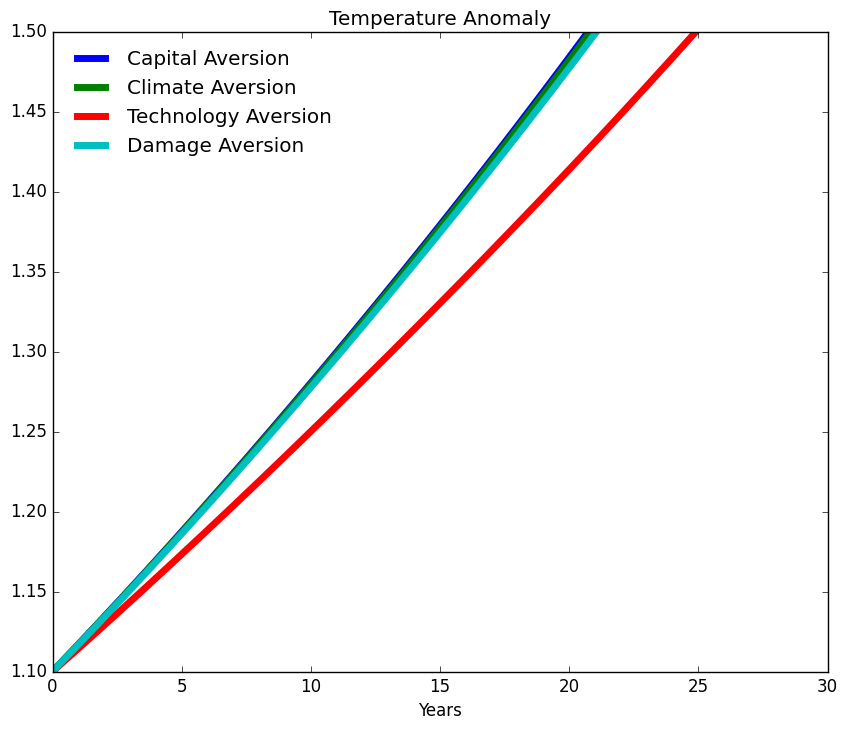 Temperature Anomaly
1.50
1.45
1.40
1.35
1.30
1.25
1.20
1.15
1.10
Capital Aversion
Climate Aversion
Technology Aversion
Damage Aversion
0 5 10 15 20 25 30
Years